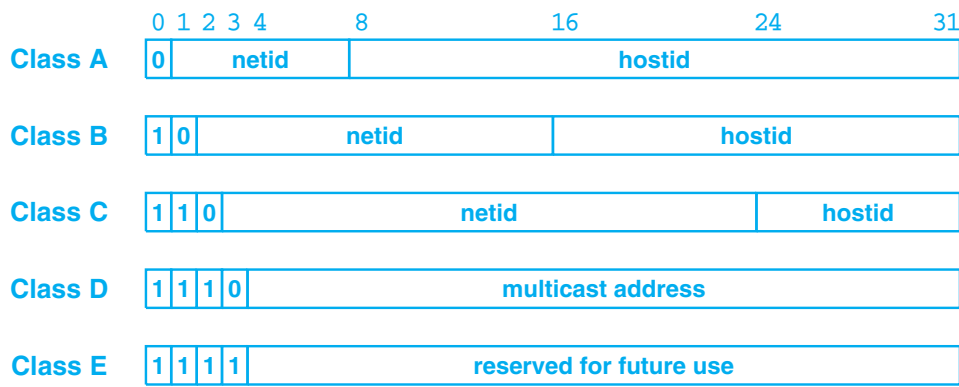 0 1 2 3 4 8 16 24 31
Class A 0 netid hostid
Class B 1 0 netid hostid
Class C 1 1 0 netid hostid
Class D 1 1 1 0 multicast address
Class E 1 1 1 1 reserved for future use